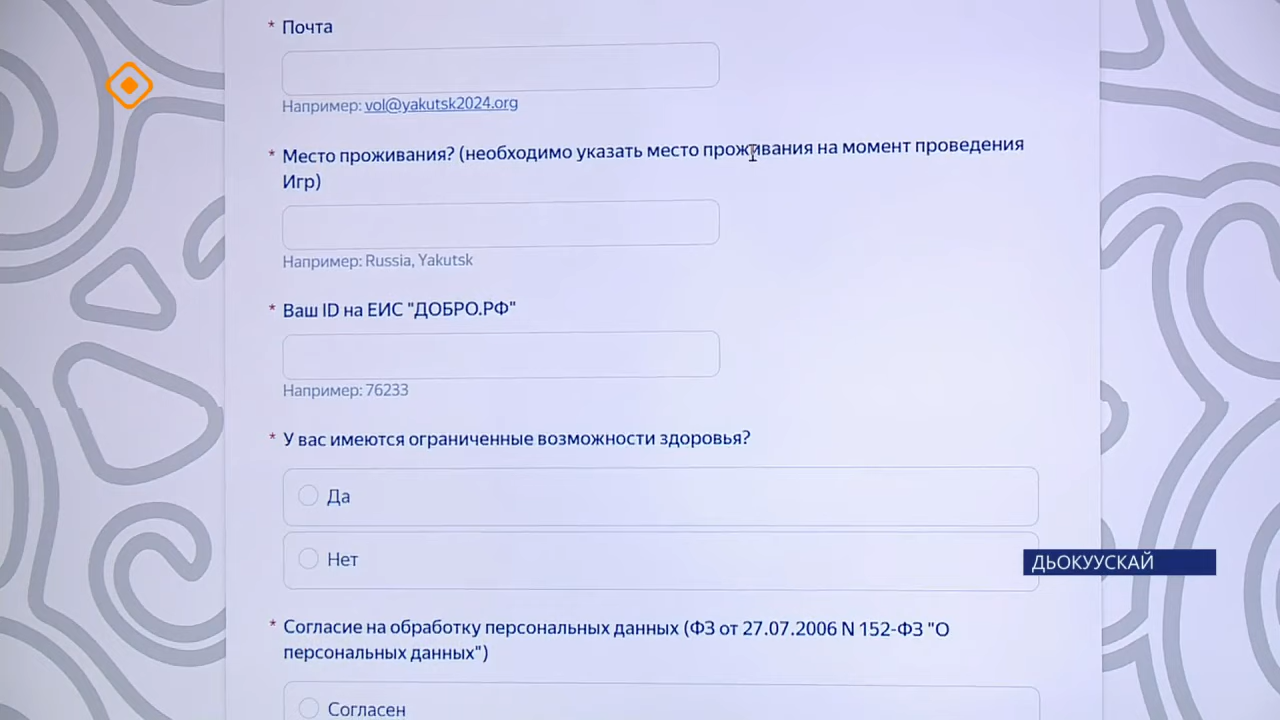 * Почта
Например: vol@yakutsk2024.org
* Место проживания? (необходимо указать место проживания на момент проведения
Игр)
Например: Russia, Yakutsk
* Ваш ID на ЕИС "ДОБРО.РФ"
Например: 76233
* У вас имеются ограниченные возможности здоровья?
Да
Нет
ДЬОКУУСКАЙ
* Согласие на обработку персональных данных (ФЗ от 27.07.2006 N 152-ФЗ "О
персональных данных")
Согласен